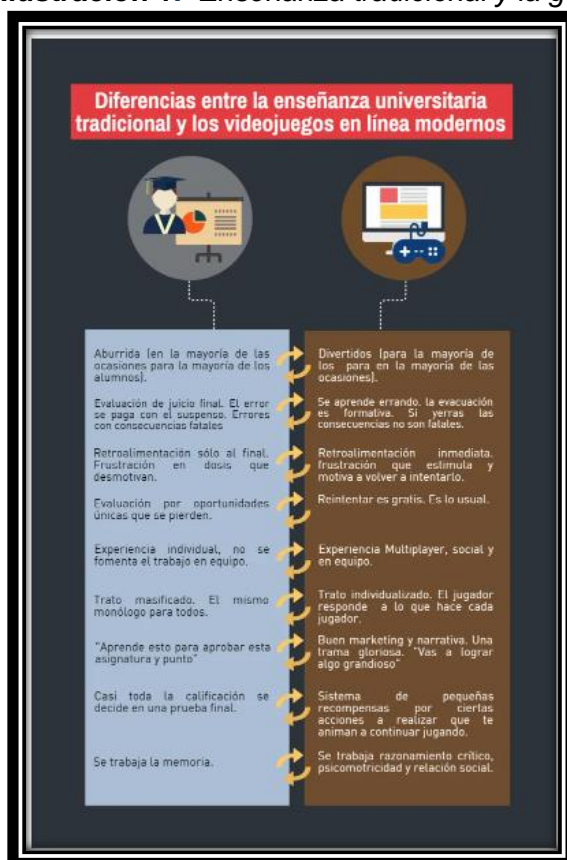 Enseñanza tradicional y la g
Diferencias entre la enseñanza universitaria
tradicional y los videojuegos en línea modernos
Aburrida (en la mayoría de las
ocasiones para la mayoría de los
alumnos).
Divertidos (para la mayoría de
los para en la mayoría de las
ocasiones).
Evaluación de juicio final. El error
se paga con el suspenso. Errores
con consecuencias fatales
Se aprende errando. la evacuación
es formativa. Si yerras las
consecuencias no son fatales.
Retroalimentación sólo al final.
Frustración en dosis que
desmotivan.
Retroalimentación inmediata.
frustración que estimula y
motiva a volver a intentarlo.
Evaluación por oportunidades
únicas que se pierden.
Reintentar es gratis. Es lo usual.
Experiencia individual, no se
fomenta el trabajo en equipo.
Experiencia Multiplayer, social y
en equipo.
Trato masificado. El mismo
monólogo para todos.
Trato individualizado. El jugador
responde a lo que hace cada
jugador.
"Aprende esto para aprobar esta
asignatura y punto"
Buen marketing y narrativa. Una
trama gloriosa. "Vas a lograr
algo grandioso"
Casi toda la calificación se
decide en una prueba final.
Sistema de pequeñas
recompensas por ciertas
acciones a realizar que te
animan a continuar jugando.
Se trabaja la memoria.
Se trabaja razonamiento crítico,
psicomotricidad y relación social.